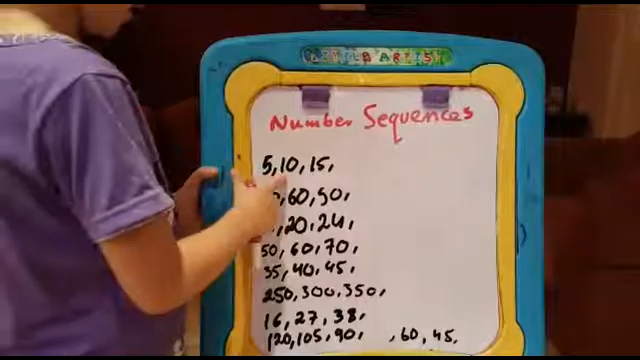 LITTLE ARTIST
Number Sequences
5, 10, 15,
60, 90,
20, 24,
50, 60, 70,
35, 40, 45,
250, 300, 350,
16, 27, 38,
120, 105, 90, , 60, 45,